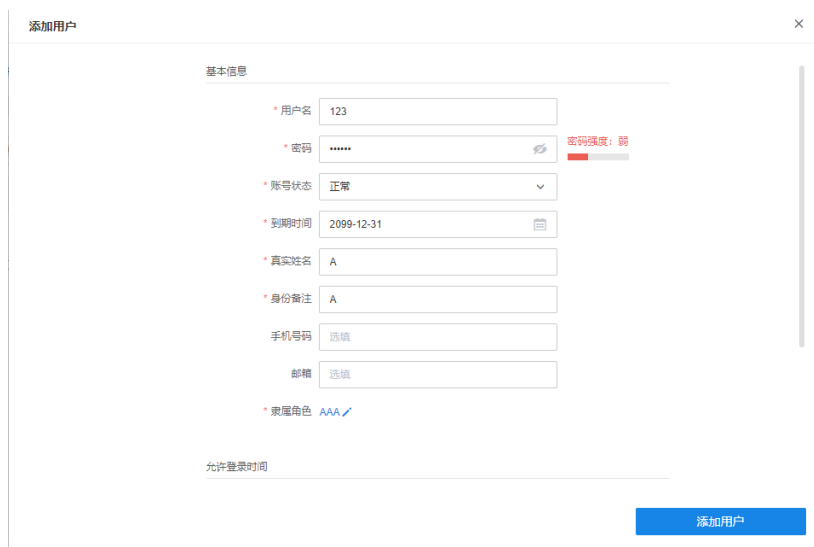 添加用户
基本信息
* 用户名 123
* 密码 •••••• 密码强度：弱
* 账号状态 正常
* 到期时间 2099-12-31
* 真实姓名 A
* 身份备注 A
手机号码 选填
邮箱 选填
* 隶属角色 AAA
允许登录时间
添加用户